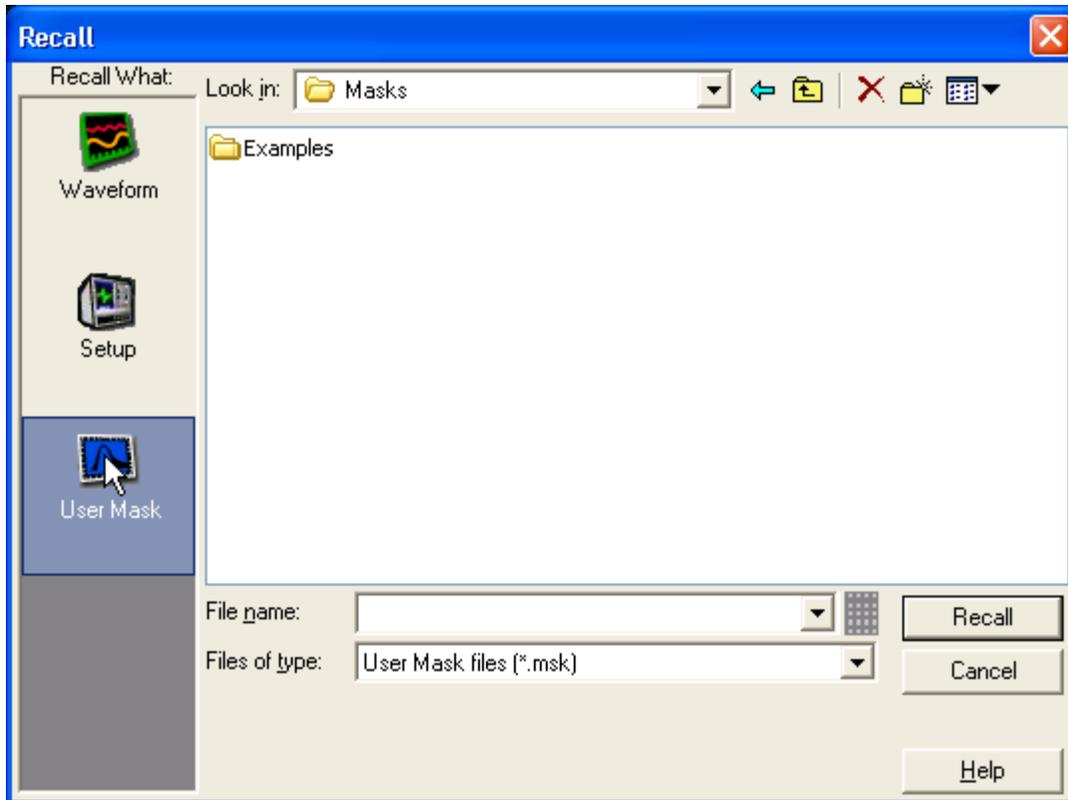 Recall
Recall What:
Look in: Masks
Waveform
Examples
Setup
User Mask
File name:
Recall
Files of type: User Mask files (*.msk)
Cancel
Help